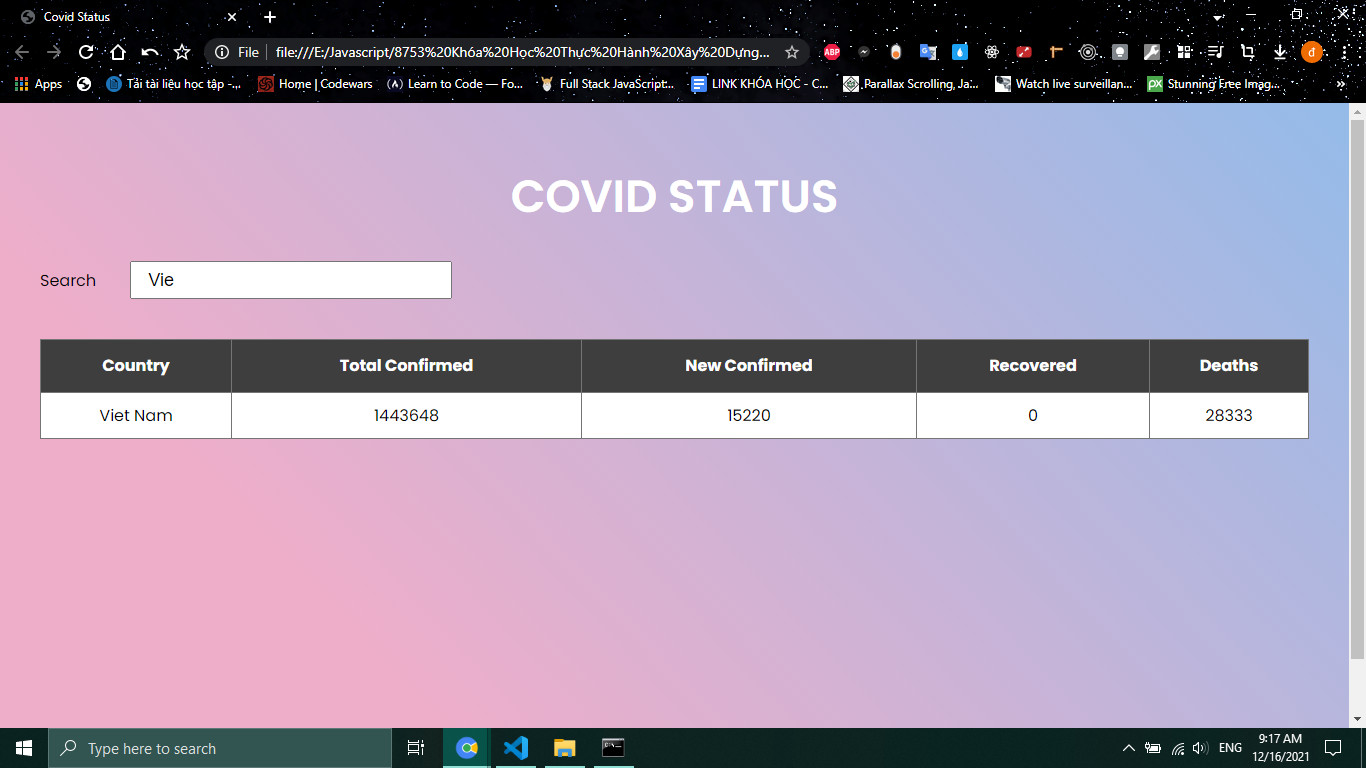 Covid Status
File file:///E:/Javascript/8753%20Khóa%20Học%20Thực%20Hành%20Xây%20Dựng...
ABP
đ
Apps
Tải tài liệu học tập -...
Home | Codewars
Learn to Code — Fo...
Full Stack JavaScript...
LINK KHÓA HỌC - C...
Parallax Scrolling, Ja...
Watch live surveillan...
px
Stunning Free Imag...
»
COVID STATUS
Search Vie
Country Total Confirmed New Confirmed Recovered Deaths
Viet Nam 1443648 15220 0 28333
Type here to search
ENG
9:17 AM
12/16/2021